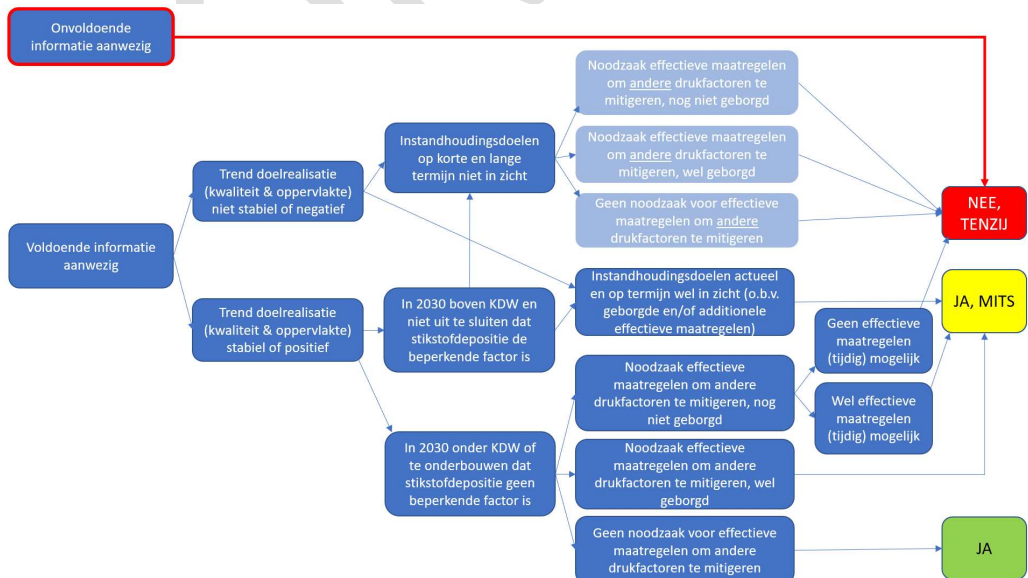 Onvoldoende
informatie aanwezig
Noodzaak effectieve maatregelen
om andere drukfactoren te
mitigeren, nog niet geborgd
Noodzaak effectieve maatregelen
om andere drukfactoren te
mitigeren, wel geborgd
Geen noodzaak voor effectieve
maatregelen om andere
drukfactoren te mitigeren
Instandhoudingsdoelen
op korte en lange
termijn niet in zicht
Trend doelrealisatie
(kwaliteit & oppervlakte)
niet stabiel of negatief
NEE,
TENZIJ
Voldoende informatie
aanwezig
Instandhoudingsdoelen actueel
en op termijn wel in zicht (o.b.v.
geborgde en/of additionele
effectieve maatregelen)
Trend doelrealisatie
(kwaliteit & oppervlakte)
stabiel of positief
In 2030 boven KDW en
niet uit te sluiten dat
stikstofdepositie de
beperkende factor is
JA, MITS
Geen effectieve
maatregelen
(tijdig) mogelijk
Noodzaak effectieve
maatregelen om andere
drukfactoren te mitigeren, nog
niet geborgd
Wel effectieve
maatregelen
(tijdig) mogelijk
In 2030 onder KDW of
te onderbouwen dat
stikstofdepositie geen
beperkende factor is
Noodzaak effectieve
maatregelen om andere
drukfactoren te mitigeren, wel
geborgd
Geen noodzaak voor effectieve
maatregelen om andere
drukfactoren te mitigeren
JA